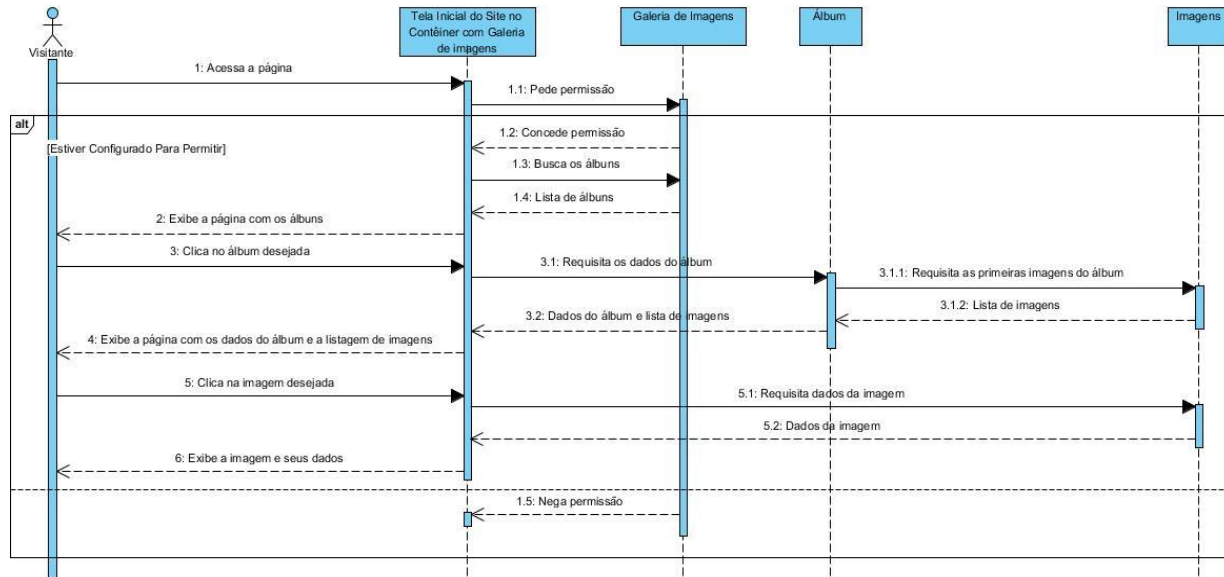 Visitante
Tela Inicial do Site no
Contêiner com Galeria
de imagens
Galeria de Imagens
Álbum
Imagens
1: Acessa a página
1.1: Pede permissão
alt
[Estiver Configurado Para Permitir]
1.2: Concede permissão
1.3: Busca os álbuns
1.4: Lista de álbuns
2: Exibe a página com os álbuns
3: Clica no álbum desejada
3.1: Requisita os dados do álbum
3.1.1: Requisita as primeiras imagens do álbum
3.1.2: Lista de imagens
3.2: Dados do álbum e lista de imagens
4: Exibe a página com os dados do álbum e a listagem de imagens
5: Clica na imagem desejada
5.1: Requisita dados da imagem
5.2: Dados da imagem
6: Exibe a imagem e seus dados
1.5: Nega permissão